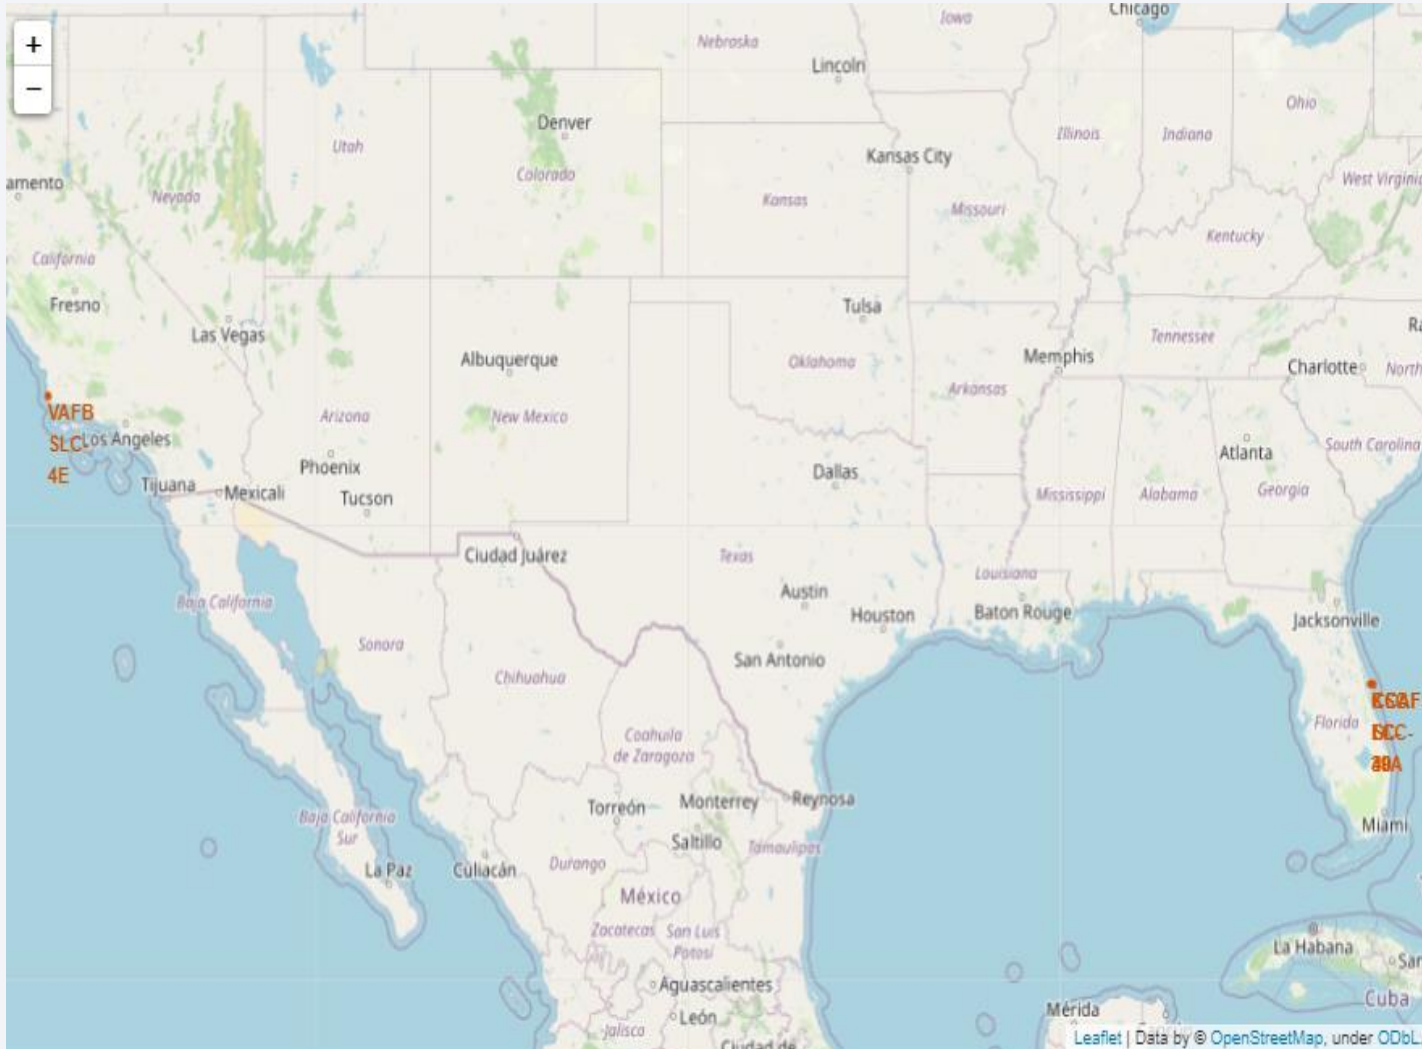 +
−
Chicago
Iowa
Nebraska
Lincoln
Denver
Ohio
Utah
Illinois
Indiana
Kansas City
Colorado
amento
Nevada
Kansas
Missouri
West Virginia
California
Kentucky
Fresno
Las Vegas
Tulsa
Tennessee
Ra
Albuquerque
Oklahoma
Memphis
Charlotte
North
Arkansas
VAFB
SLC-
4E
Arizona
New Mexico
Los Angeles
South Carolina
Phoenix
Dallas
Atlanta
Tijuana
Mexicali
Tucson
Mississippi
Alabama
Georgia
Ciudad Juárez
Texas
Louisiana
Austin
Baja California
Houston
Baton Rouge
Jacksonville
Sonora
San Antonio
Chihuahua
Florida
Coahuila
de Zaragoza
Torreón
Monterrey
Reynosa
Baja California
Sur
Saltillo
Tamaulipas
Miami
La Paz
Culiacán
Durango
México
Zacatecas
San Luis
Potosí
La Habana
San
Aguascalientes
Cuba
León
Mérida
Jalisco
Ciudad de
Leaflet | Data by © OpenStreetMap, under ODbL.